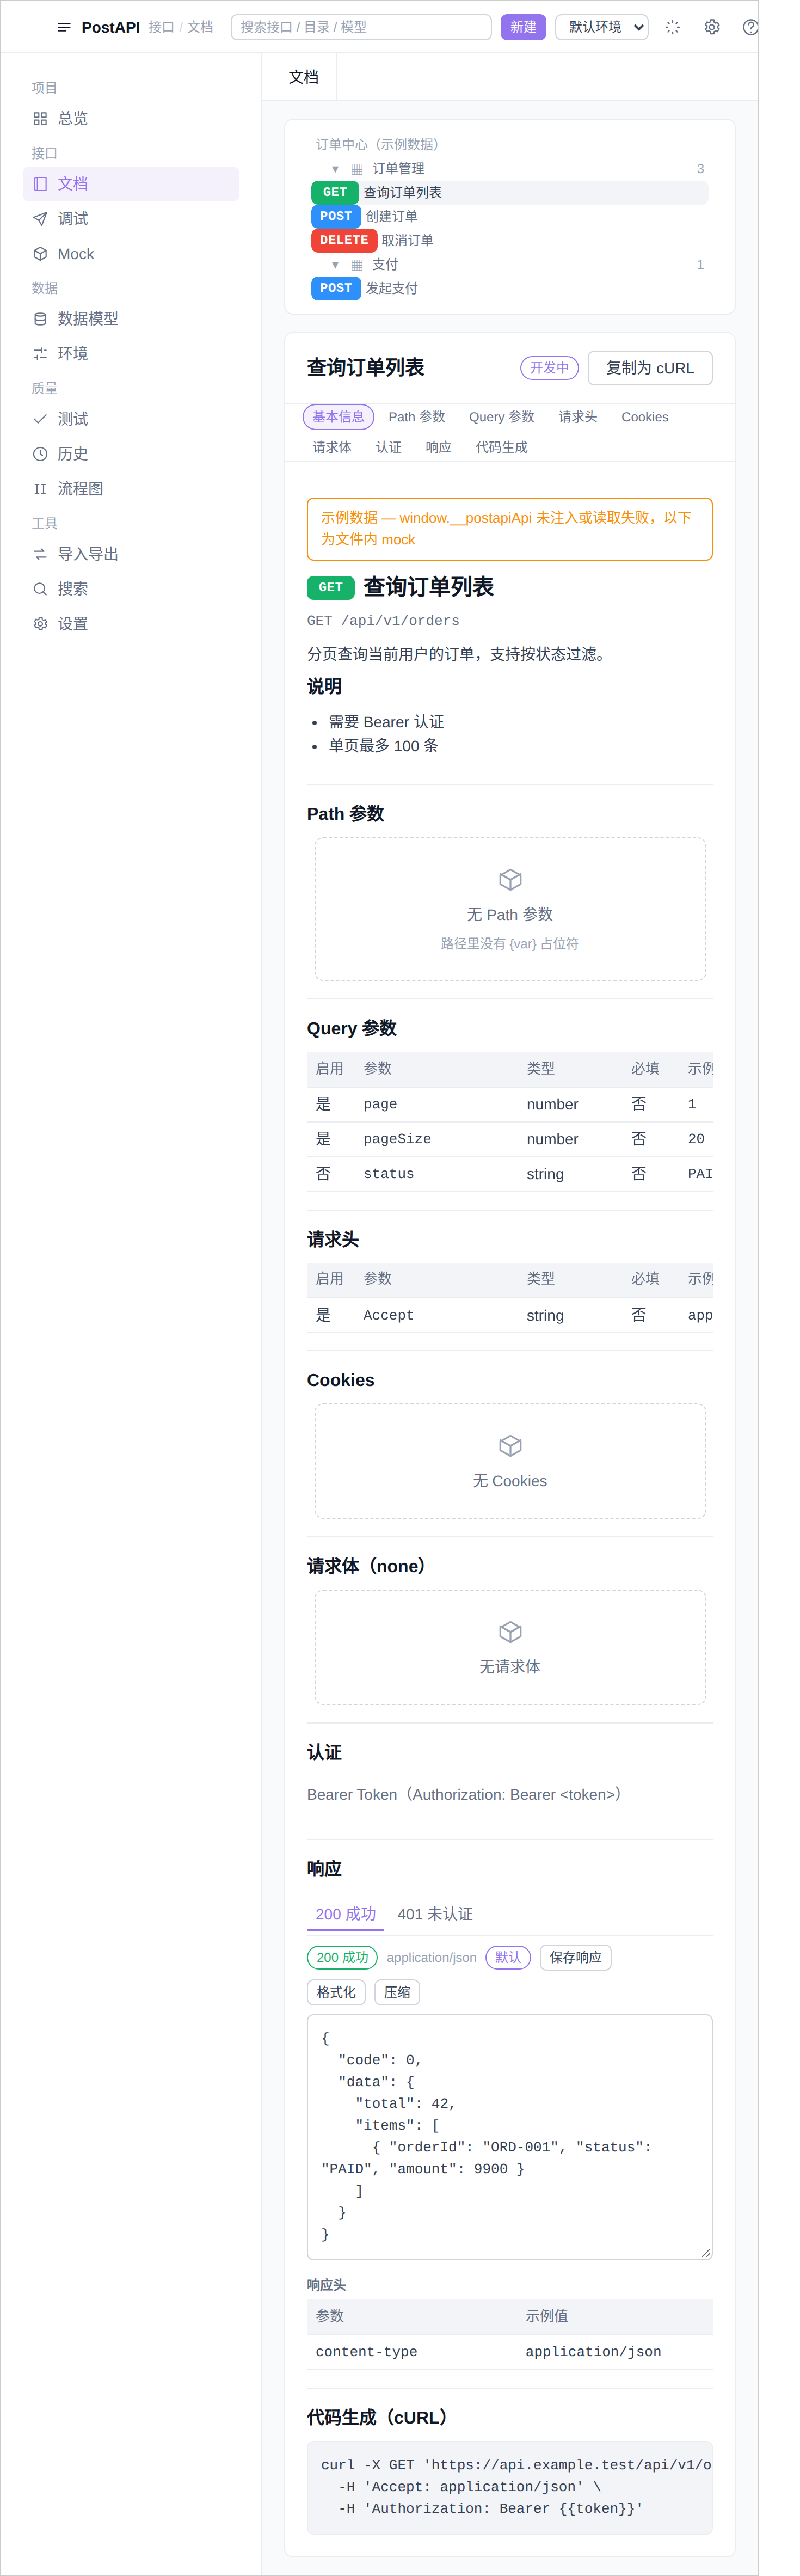 PostAPI 接口 / 文档 搜索接口 / 目录 / 模型 新建 默认环境
项目
总览
接口
文档
调试
Mock
数据
数据模型
环境
质量
测试
历史
流程图
工具
导入导出
搜索
设置
文档
订单中心（示例数据）
▾ ▦ 订单管理 3
GET 查询订单列表
POST 创建订单
DELETE 取消订单
▾ ▦ 支付 1
POST 发起支付
查询订单列表 开发中 复制为 cURL
基本信息 Path 参数 Query 参数 请求头 Cookies
请求体 认证 响应 代码生成
示例数据 — window.__postapiApi 未注入或读取失败，以下
为文件内 mock
GET 查询订单列表
GET /api/v1/orders
分页查询当前用户的订单，支持按状态过滤。
说明
• 需要 Bearer 认证
• 单页最多 100 条
Path 参数
无 Path 参数
路径里没有 {var} 占位符
Query 参数
启用 参数 类型 必填 示例
是 page number 否 1
是 pageSize number 否 20
否 status string 否 PAI
请求头
启用 参数 类型 必填 示例
是 Accept string 否 app
Cookies
无 Cookies
请求体（none）
无请求体
认证
Bearer Token（Authorization: Bearer <token>）
响应
200 成功 401 未认证
200 成功 application/json 默认 保存响应
格式化 压缩
{
  "code": 0,
  "data": {
    "total": 42,
    "items": [
      { "orderId": "ORD-001", "status":
"PAID", "amount": 9900 }
    ]
  }
}
响应头
参数 示例值
content-type application/json
代码生成（cURL）
curl -X GET 'https://api.example.test/api/v1/o
  -H 'Accept: application/json' \
  -H 'Authorization: Bearer {{token}}'